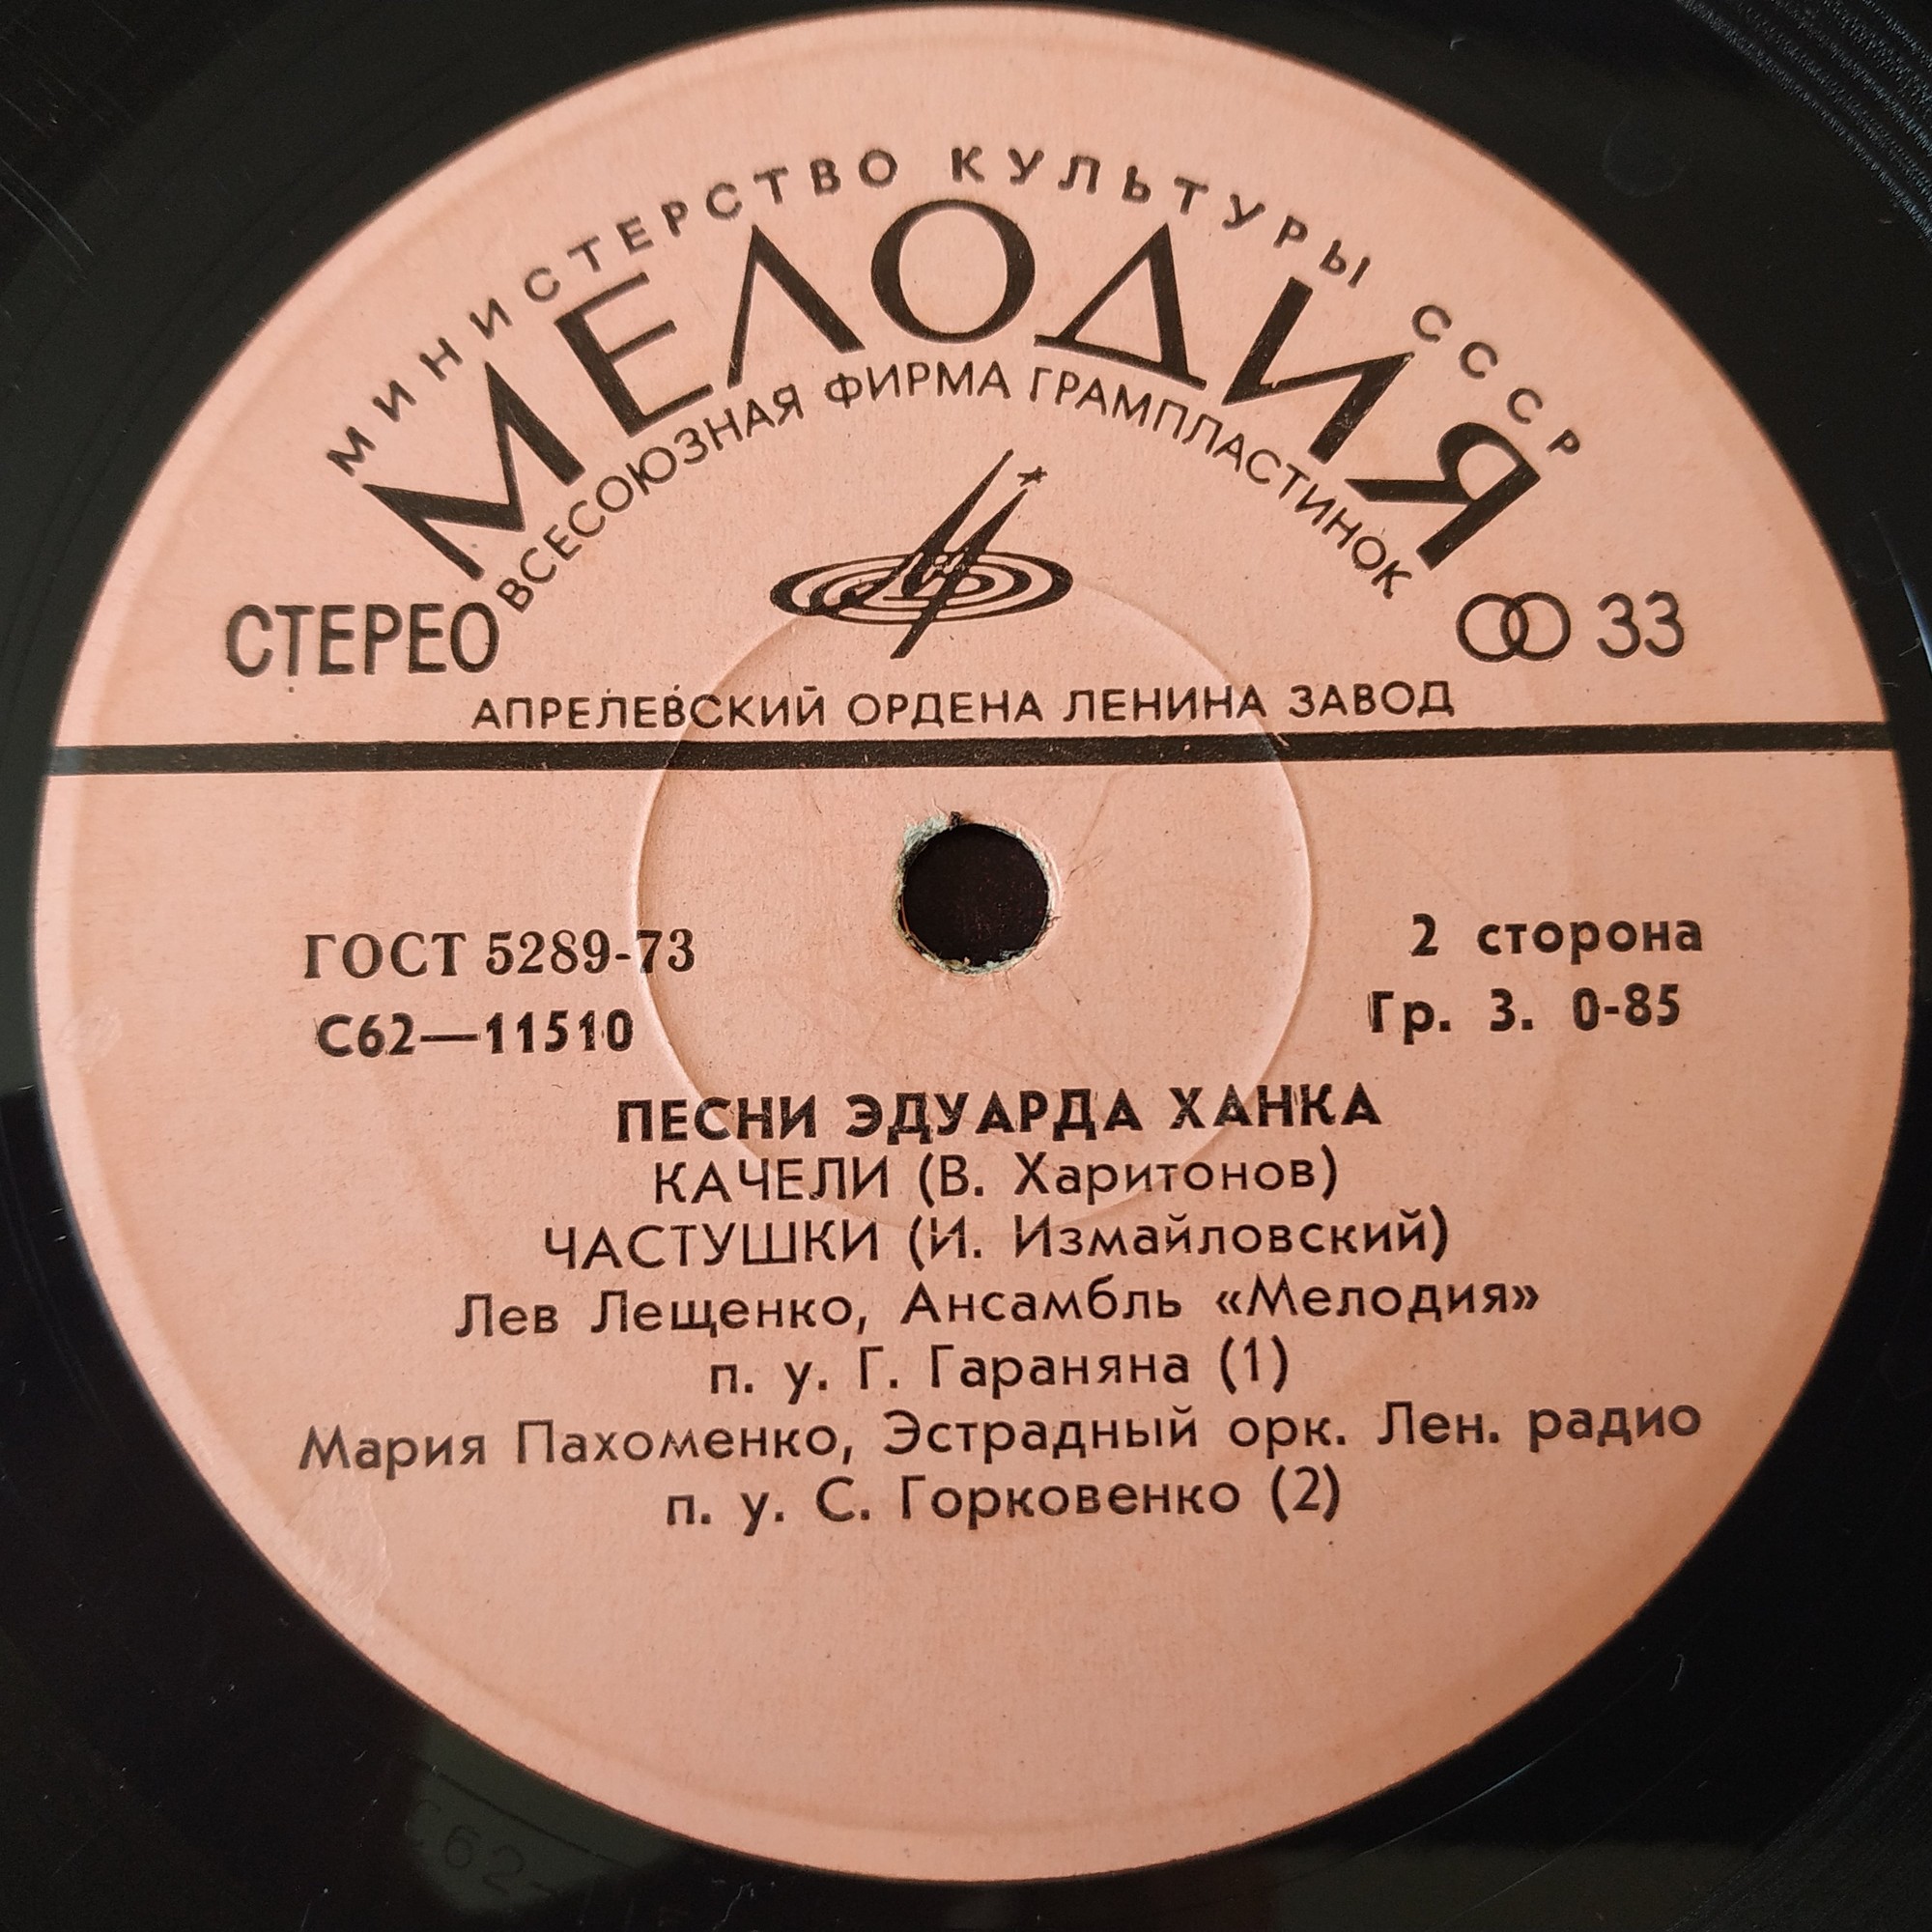 МИНИСТЕРСТВО КУЛЬТУРЫ СССР
МЕЛОДИЯ
ВСЕСОЮЗНАЯ ФИРМА ГРАМПЛАСТИНОК
СТЕРЕО
33
АПРЕЛЕВСКИЙ ОРДЕНА ЛЕНИНА ЗАВОД
ГОСТ 5289-73
2 сторона
С62—11510
Гр. 3. 0-85
ПЕСНИ ЭДУАРДА ХАНКА
КАЧЕЛИ (В. Харитонов)
ЧАСТУШКИ (И. Измайловский)
Лев Лещенко, Ансамбль «Мелодия»
п. у. Г. Гараняна (1)
Мария Пахоменко, Эстрадный орк. Лен. радио
п. у. С. Горковенко (2)